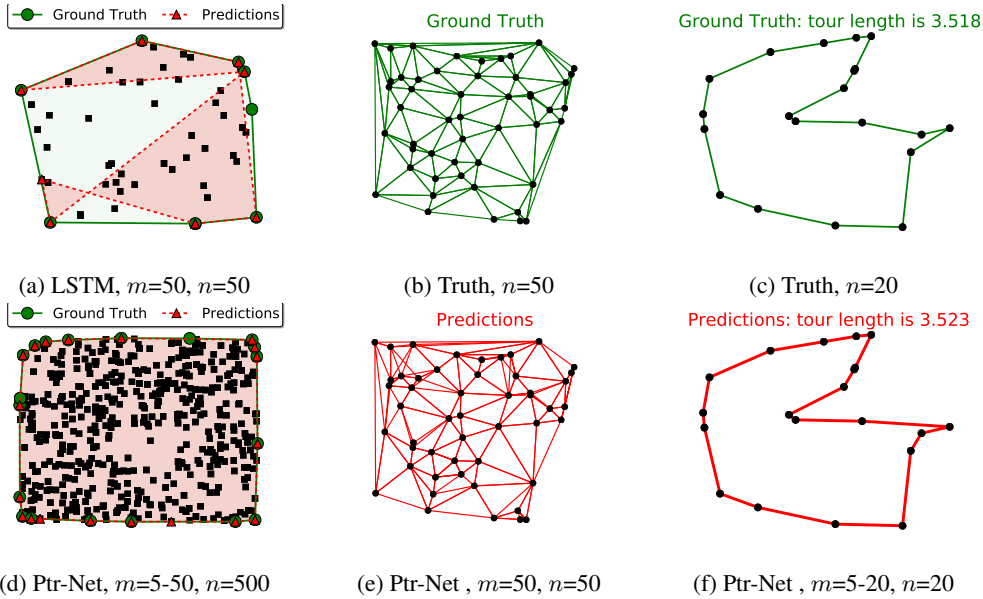 Ground Truth Predictions
Ground Truth
Ground Truth: tour length is 3.518
(a) LSTM, m=50, n=50
(b) Truth, n=50
(c) Truth, n=20
Ground Truth Predictions
Predictions
Predictions: tour length is 3.523
(d) Ptr-Net, m=5-50, n=500
(e) Ptr-Net , m=50, n=50
(f) Ptr-Net , m=5-20, n=20